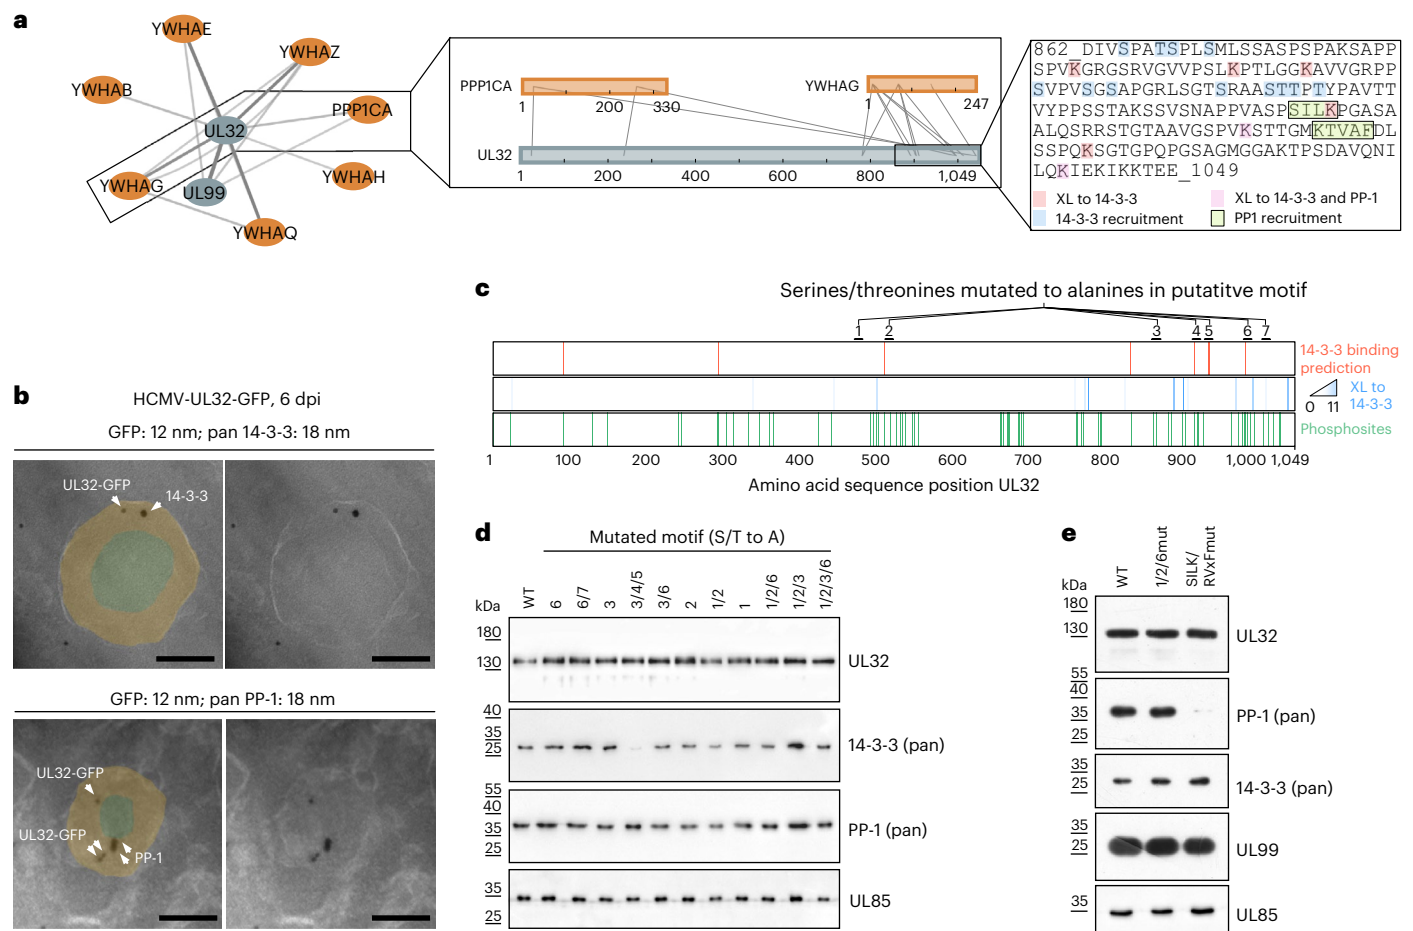 a
YWHAE
YWHAZ
YWHAB
PPP1CA
UL32
YWHAG
UL99
YWHAH
YWHAQ
PPP1CA
1 200 330
YWHAG
1 247
UL32
1 200 400 600 800 1,049
862_DIVSPATSPLSMLSSASPSPAKSAPP
SPVKGRGSRVGVVPSLKPTLGGKAVVGRPP
SVPVSGSAPGRLSGTSRAASTTPTYPAVTT
VYPPSSTAKSSVSNAPPVASPSILKPGASA
ALQSRRSTGTAAVGSPVKSTTGMKTVAFDL
SSPQKSGTGPQPGSAGMGGAKTPSDAVQNI
LQKIEKIKKTEE_1049
XL to 14-3-3
XL to 14-3-3 and PP-1
14-3-3 recruitment
PP1 recruitment
b
HCMV-UL32-GFP, 6 dpi
GFP: 12 nm; pan 14-3-3: 18 nm
UL32-GFP
14-3-3
GFP: 12 nm; pan PP-1: 18 nm
UL32-GFP
UL32-GFP
PP-1
c
Serines/threonines mutated to alanines in putatitve motif
1 2 3 4 5 6 7
14-3-3 binding
prediction
XL to
14-3-3
0 11
Phosphosites
1 100 200 300 400 500 600 700 800 900 1,000 1,049
Amino acid sequence position UL32
d
Mutated motif (S/T to A)
kDa
WT
6
6/7
3
3/4/5
3/6
2
1/2
1
1/2/6
1/2/3
1/2/3/6
180
130
UL32
40
35
25
14-3-3 (pan)
55
40
35
25
PP-1 (pan)
35
25
UL85
e
kDa
WT
1/2/6mut
SILK/
RVxFmut
180
130
UL32
55
40
35
25
PP-1 (pan)
35
25
14-3-3 (pan)
35
25
UL99
35
UL85